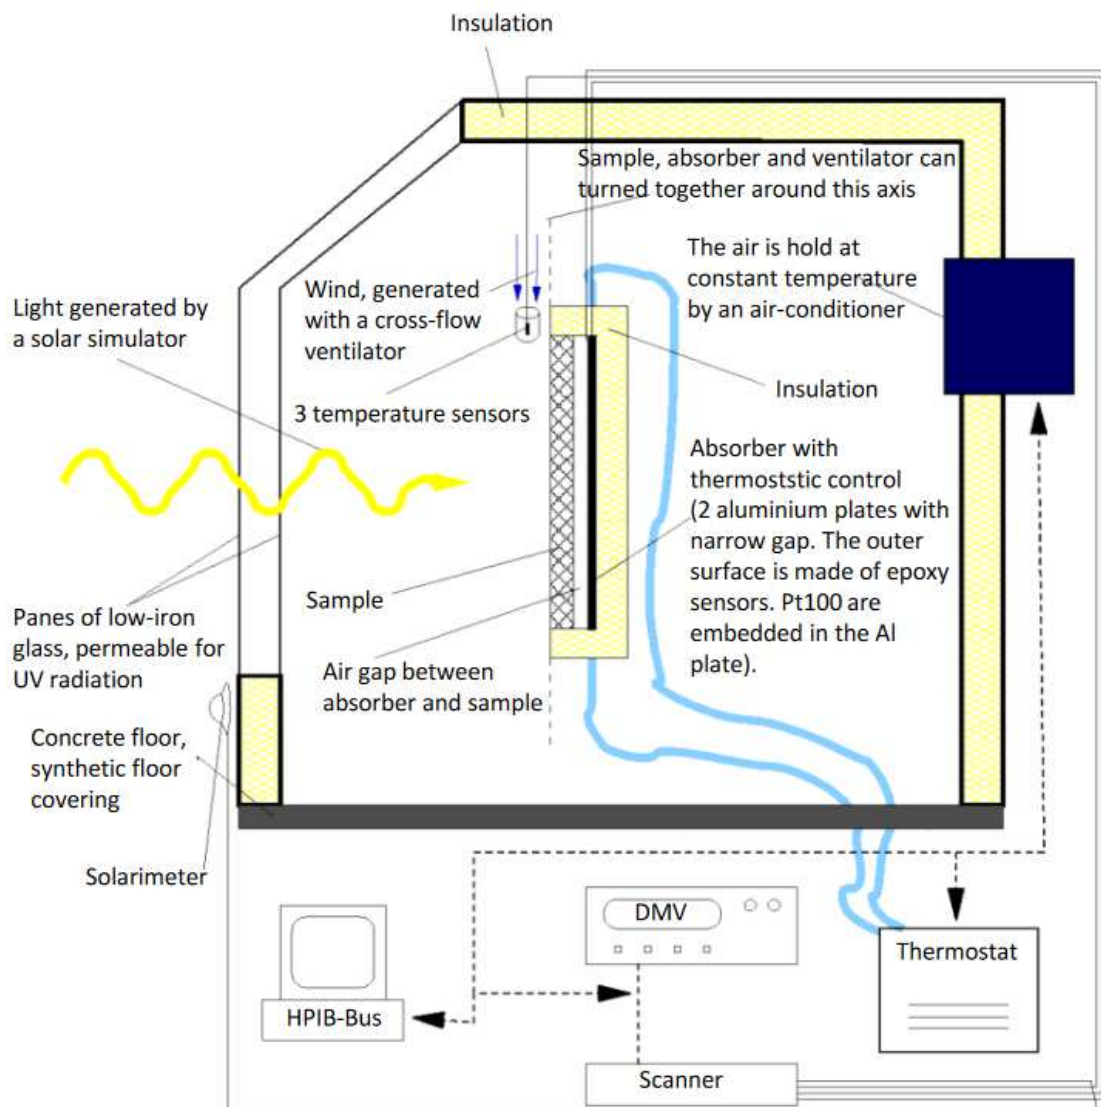 Insulation
Sample, absorber and ventilator can
turned together around this axis
The air is hold at
constant temperature
by an air-conditioner
Wind, generated
with a cross-flow
ventilator
Light generated by
a solar simulator
3 temperature sensors
Insulation
Absorber with
thermoststic control
(2 aluminium plates with
narrow gap. The outer
surface is made of epoxy
sensors. Pt100 are
embedded in the Al
plate).
Sample
Panes of low-iron
glass, permeable for
UV radiation
Air gap between
absorber and sample
Concrete floor,
synthetic floor
covering
Solarimeter
DMV
Thermostat
HPIB-Bus
Scanner